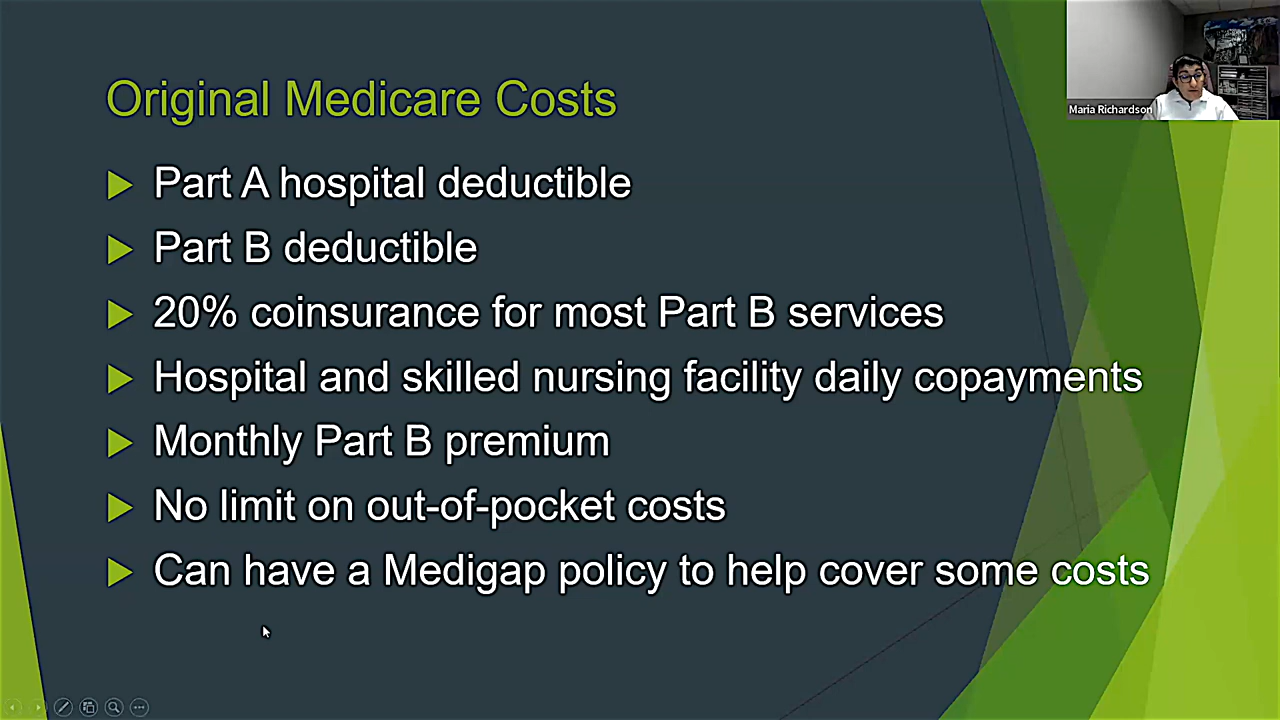 Original Medicare Costs
Part A hospital deductible
Part B deductible
20% coinsurance for most Part B services
Hospital and skilled nursing facility daily copayments
Monthly Part B premium
No limit on out-of-pocket costs
Can have a Medigap policy to help cover some costs
Maria Richardson